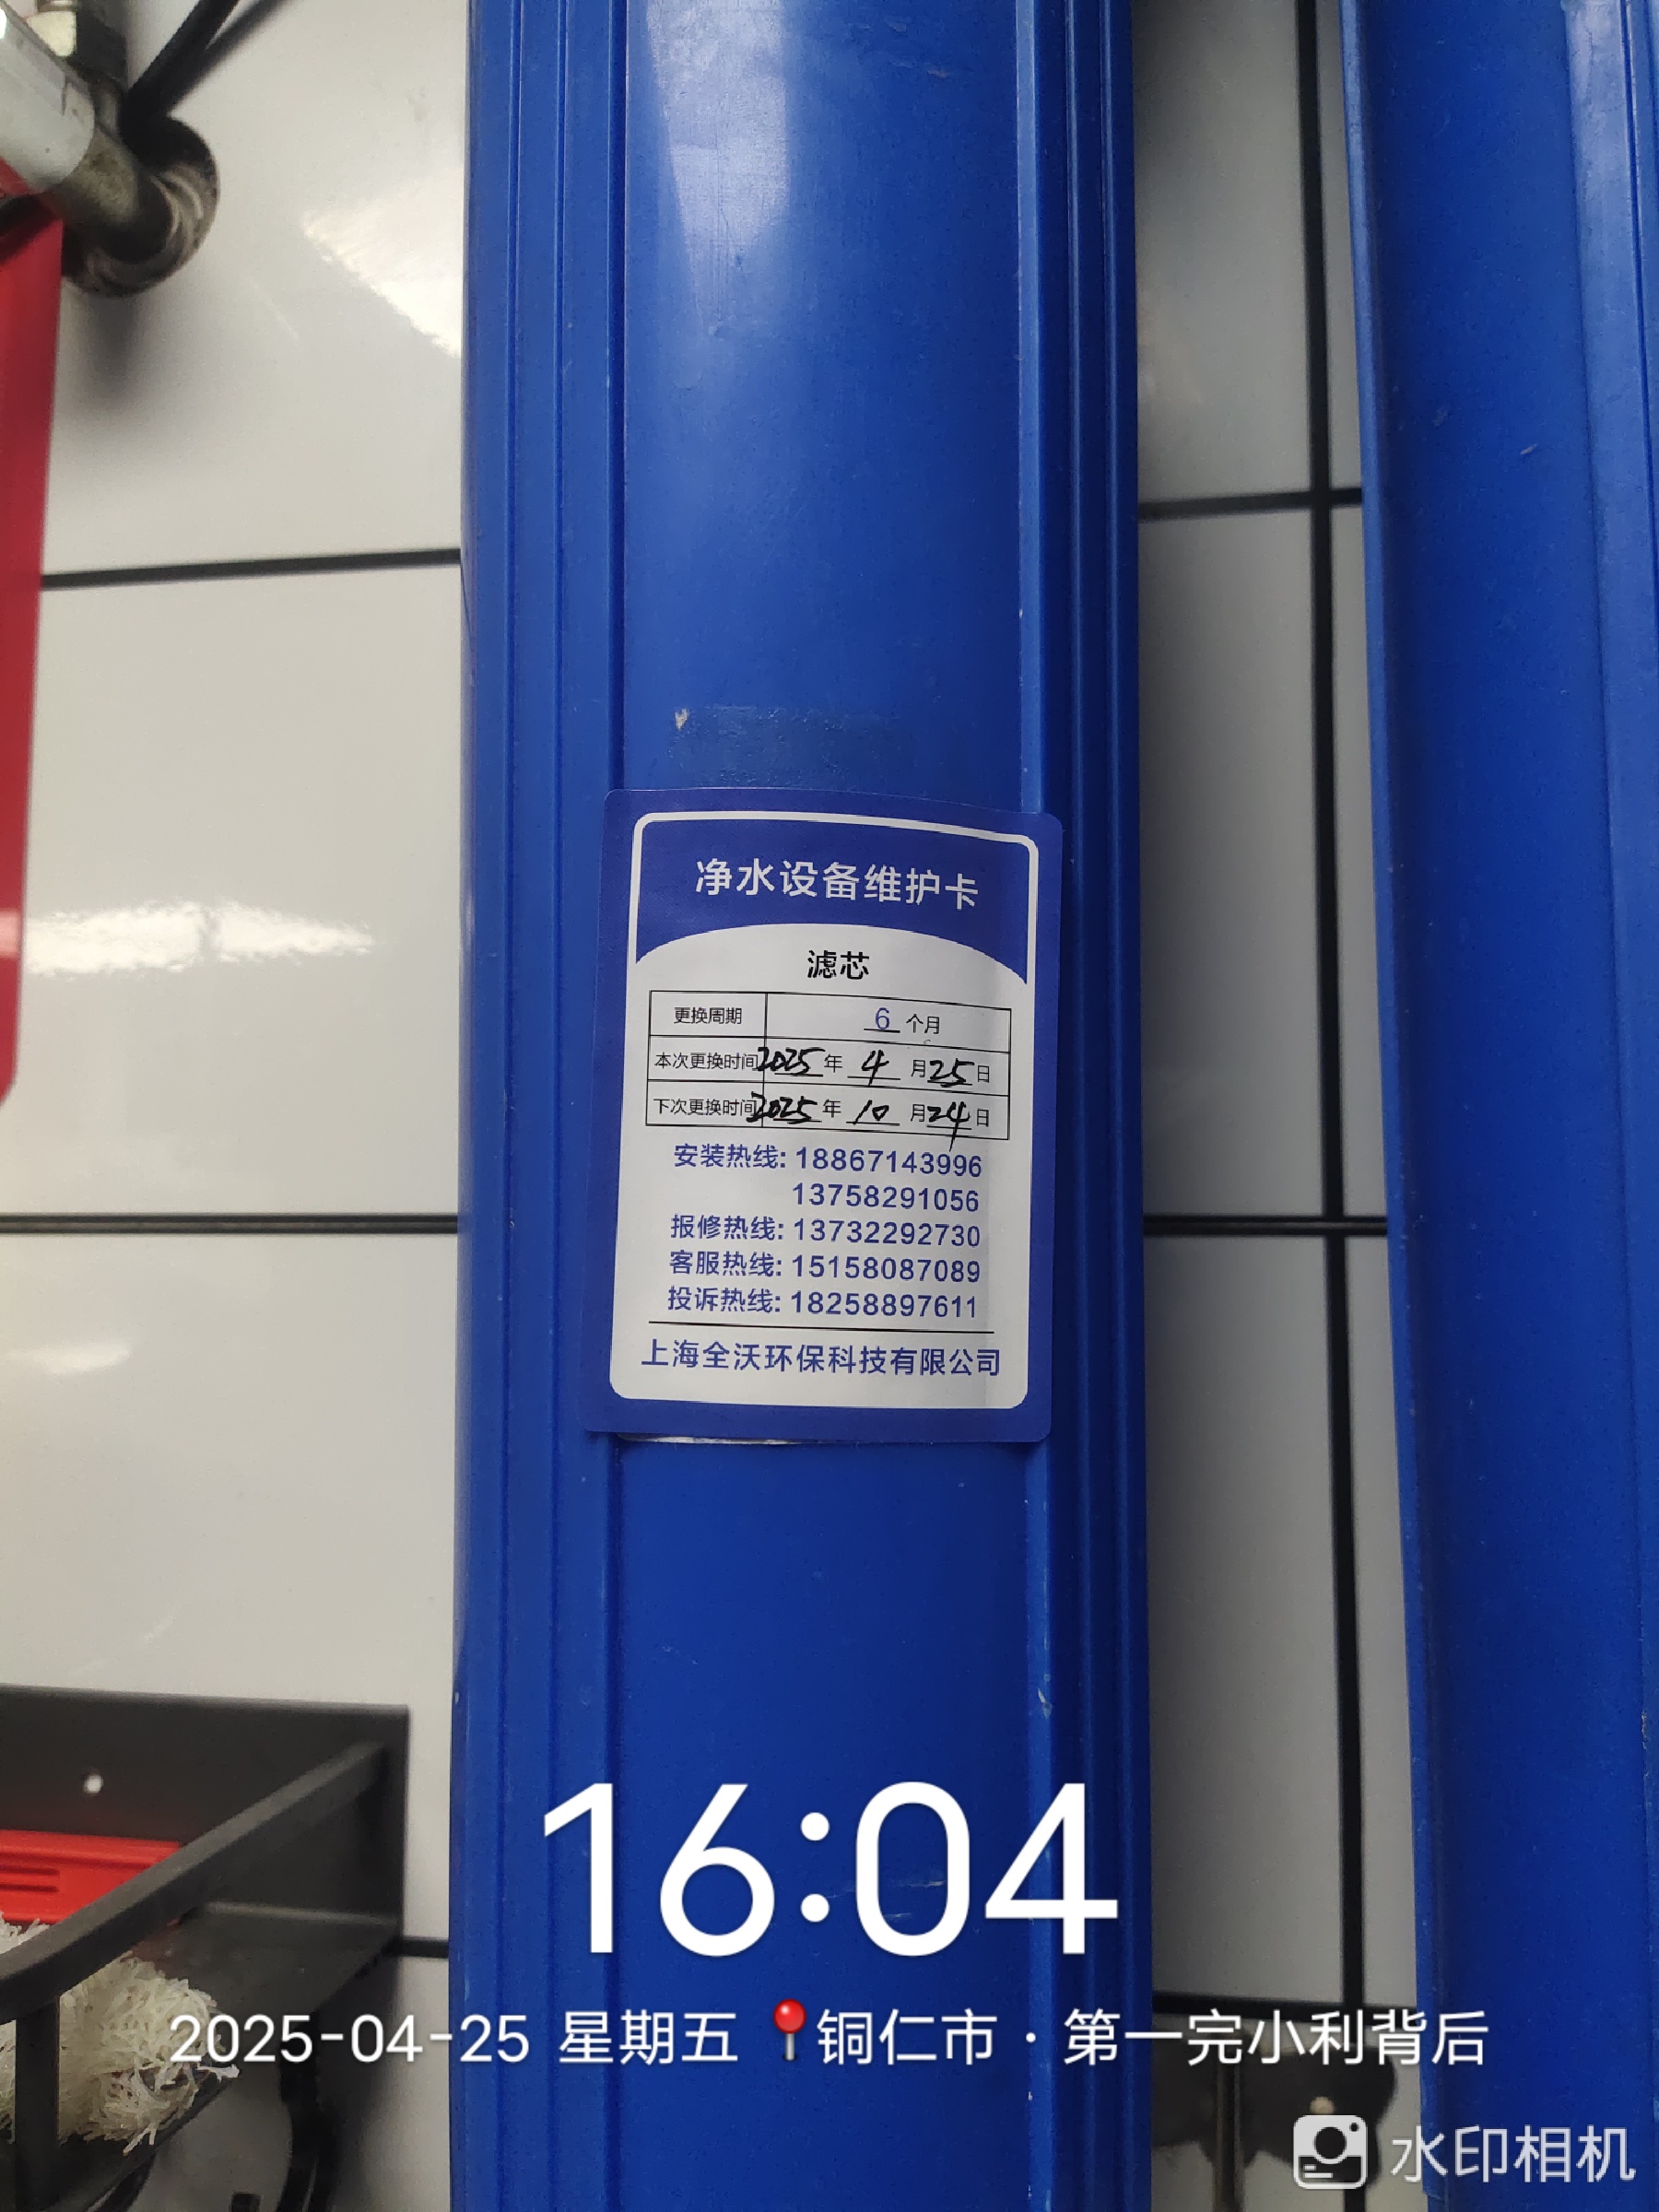 净水设备维护卡
滤芯
更换周期 6 个月
本次更换时间 2025 年 4 月 25 日
下次更换时间 2025 年 10 月 24 日
安装热线: 18867143996
13758291056
报修热线: 13732292730
客服热线: 15158087089
投诉热线: 18258897611
上海全沃环保科技有限公司
16:04
2025-04-25 星期五 📍铜仁市·第一完小利背后
水印相机